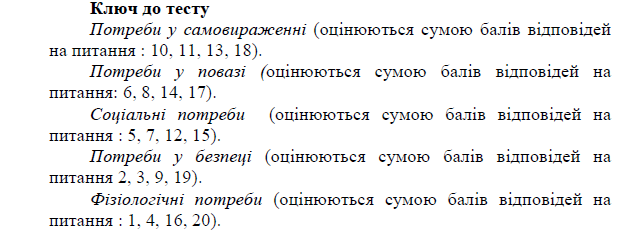 Ключ до тесту
Потреби у самовираженні (оцінюються сумою балів відповідей
на питання : 10, 11, 13, 18).
Потреби у повазі (оцінюються сумою балів відповідей на
питання: 6, 8, 14, 17).
Соціальні потреби (оцінюються сумою балів відповідей на
питання : 5, 7, 12, 15).
Потреби у безпеці (оцінюються сумою балів відповідей на
питання 2, 3, 9, 19).
Фізіологічні потреби (оцінюються сумою балів відповідей на
питання : 1, 4, 16, 20).